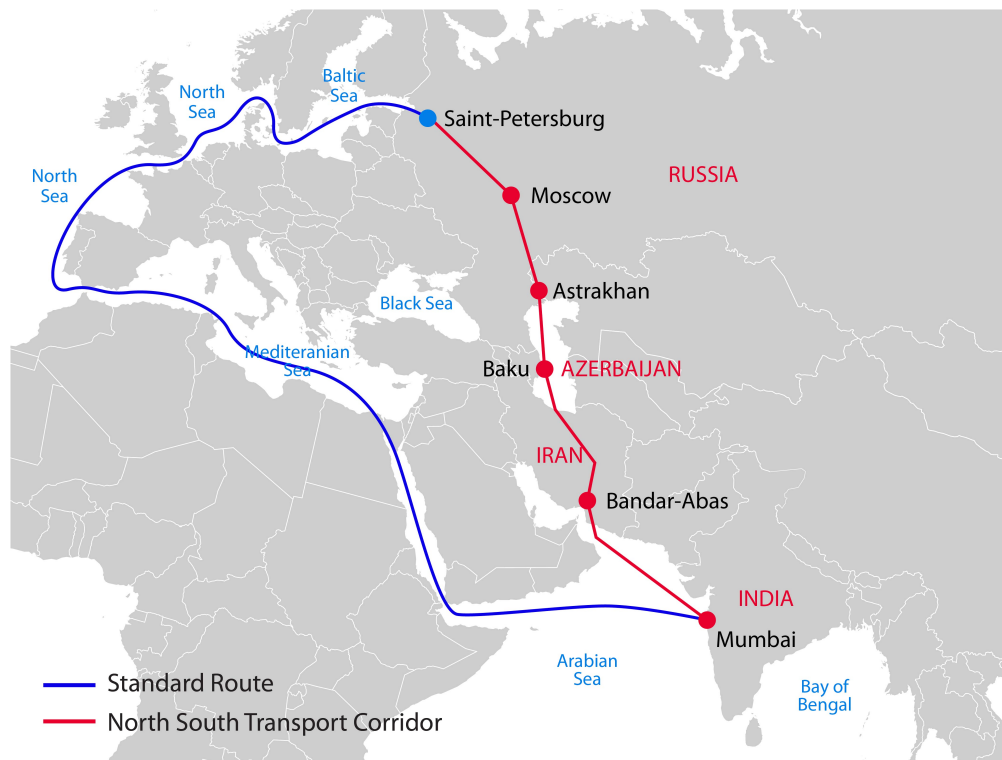 Baltic
Sea
North
Sea
Saint-Petersburg
North
Sea
RUSSIA
Moscow
Astrakhan
Black Sea
Mediteranian
Sea
Baku
AZERBAIJAN
IRAN
Bandar-Abas
INDIA
Mumbai
Arabian
Sea
Bay of
Bengal
Standard Route
North South Transport Corridor